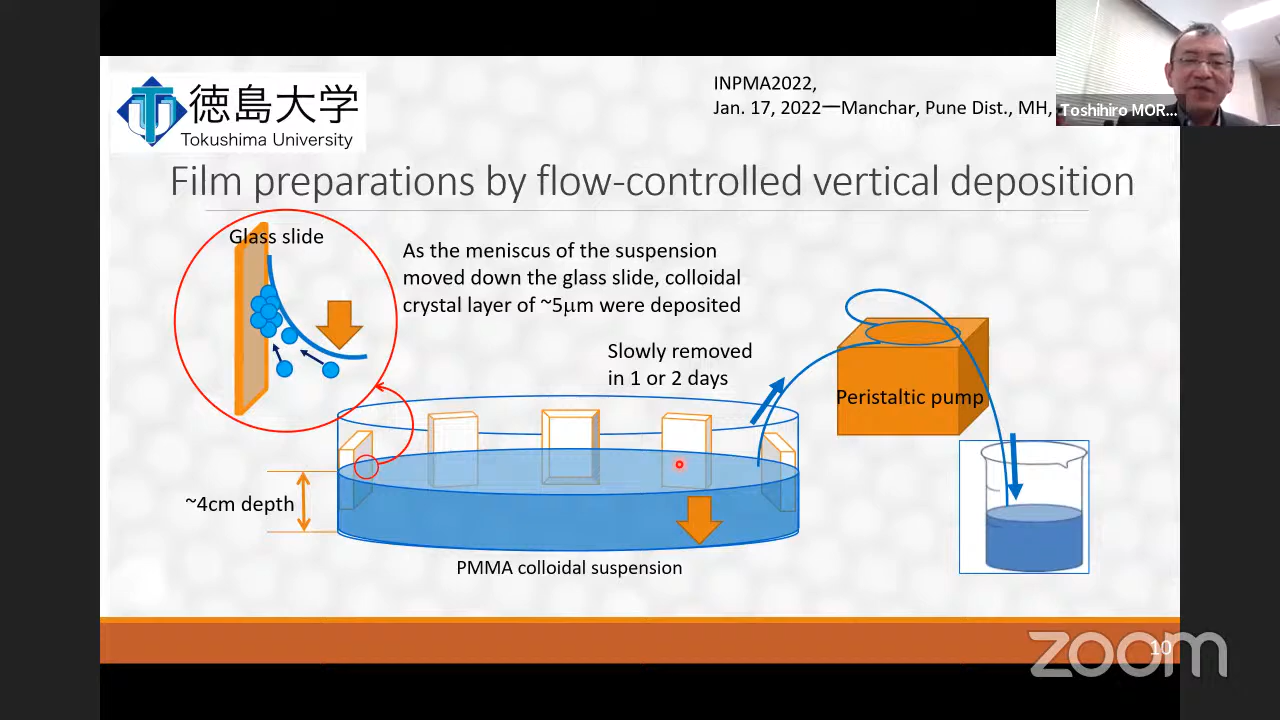 徳島大学
Tokushima University
INPMA2022,
Jan. 17, 2022—Manchar, Pune Dist., MH,
Toshihiro MOR...
Film preparations by flow-controlled vertical deposition
Glass slide
As the meniscus of the suspension
moved down the glass slide, colloidal
crystal layer of ~5μm were deposited
Slowly removed
in 1 or 2 days
Peristaltic pump
~4cm depth
PMMA colloidal suspension
10
zoom